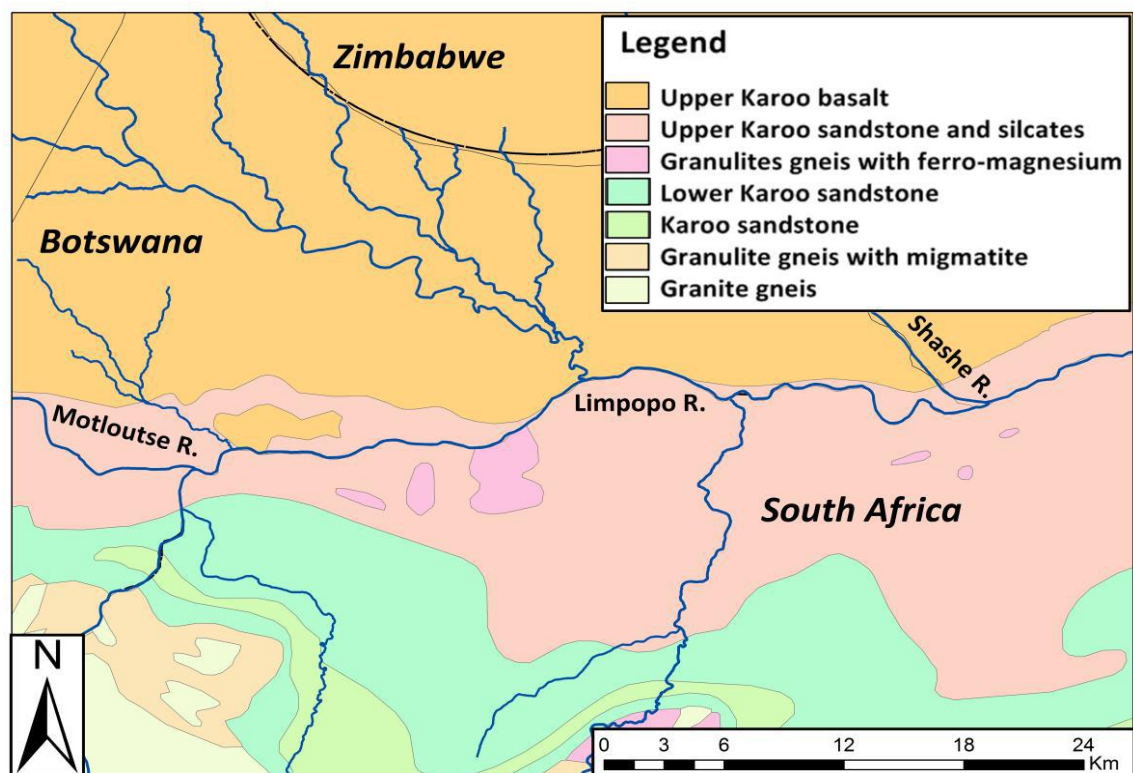 Zimbabwe
Legend
Upper Karoo basalt
Upper Karoo sandstone and silcates
Granulites gneis with ferro-magnesium
Lower Karoo sandstone
Karoo sandstone
Granulite gneis with migmatite
Granite gneis
Botswana
Shashe R.
Limpopo R.
Motloutse R.
South Africa
N
0 3 6 12 18 24
Km